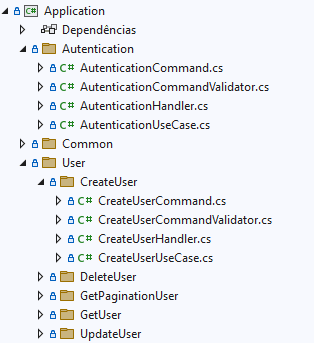 Application
Dependências
Autentication
AutenticationCommand.cs
AutenticationCommandValidator.cs
AutenticationHandler.cs
AutenticationUseCase.cs
Common
User
CreateUser
CreateUserCommand.cs
CreateUserCommandValidator.cs
CreateUserHandler.cs
CreateUserUseCase.cs
DeleteUser
GetPaginationUser
GetUser
UpdateUser